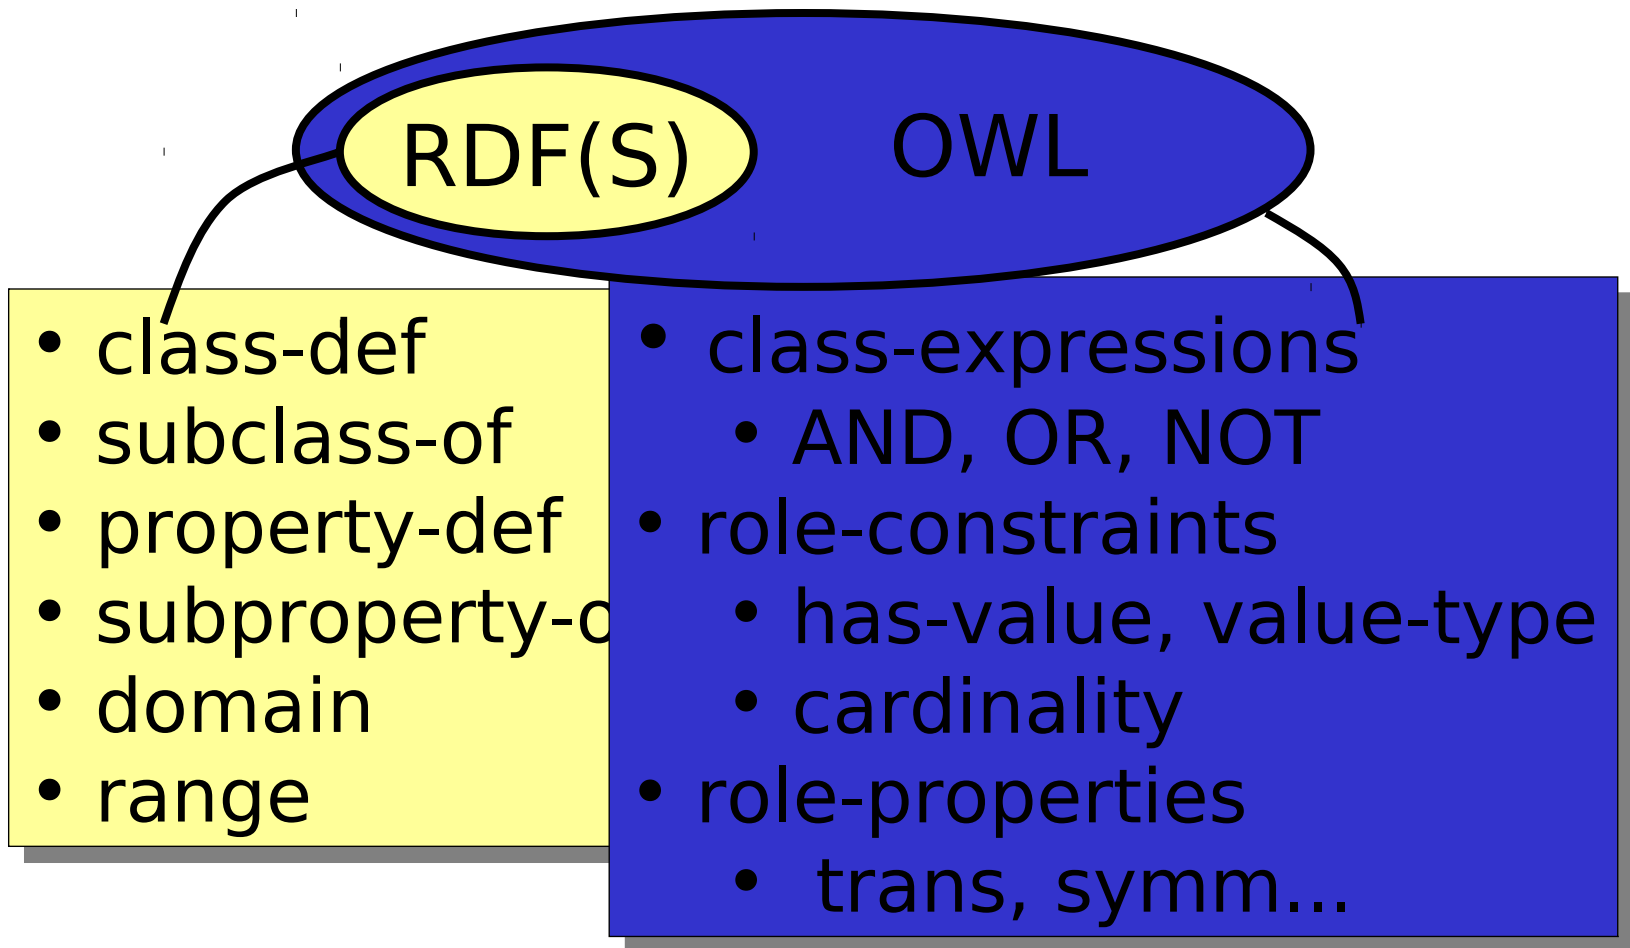 RDF(S)
OWL
• class-def
• subclass-of
• property-def
• subproperty-o
• domain
• range
• class-expressions
• AND, OR, NOT
• role-constraints
• has-value, value-type
• cardinality
• role-properties
• trans, symm...